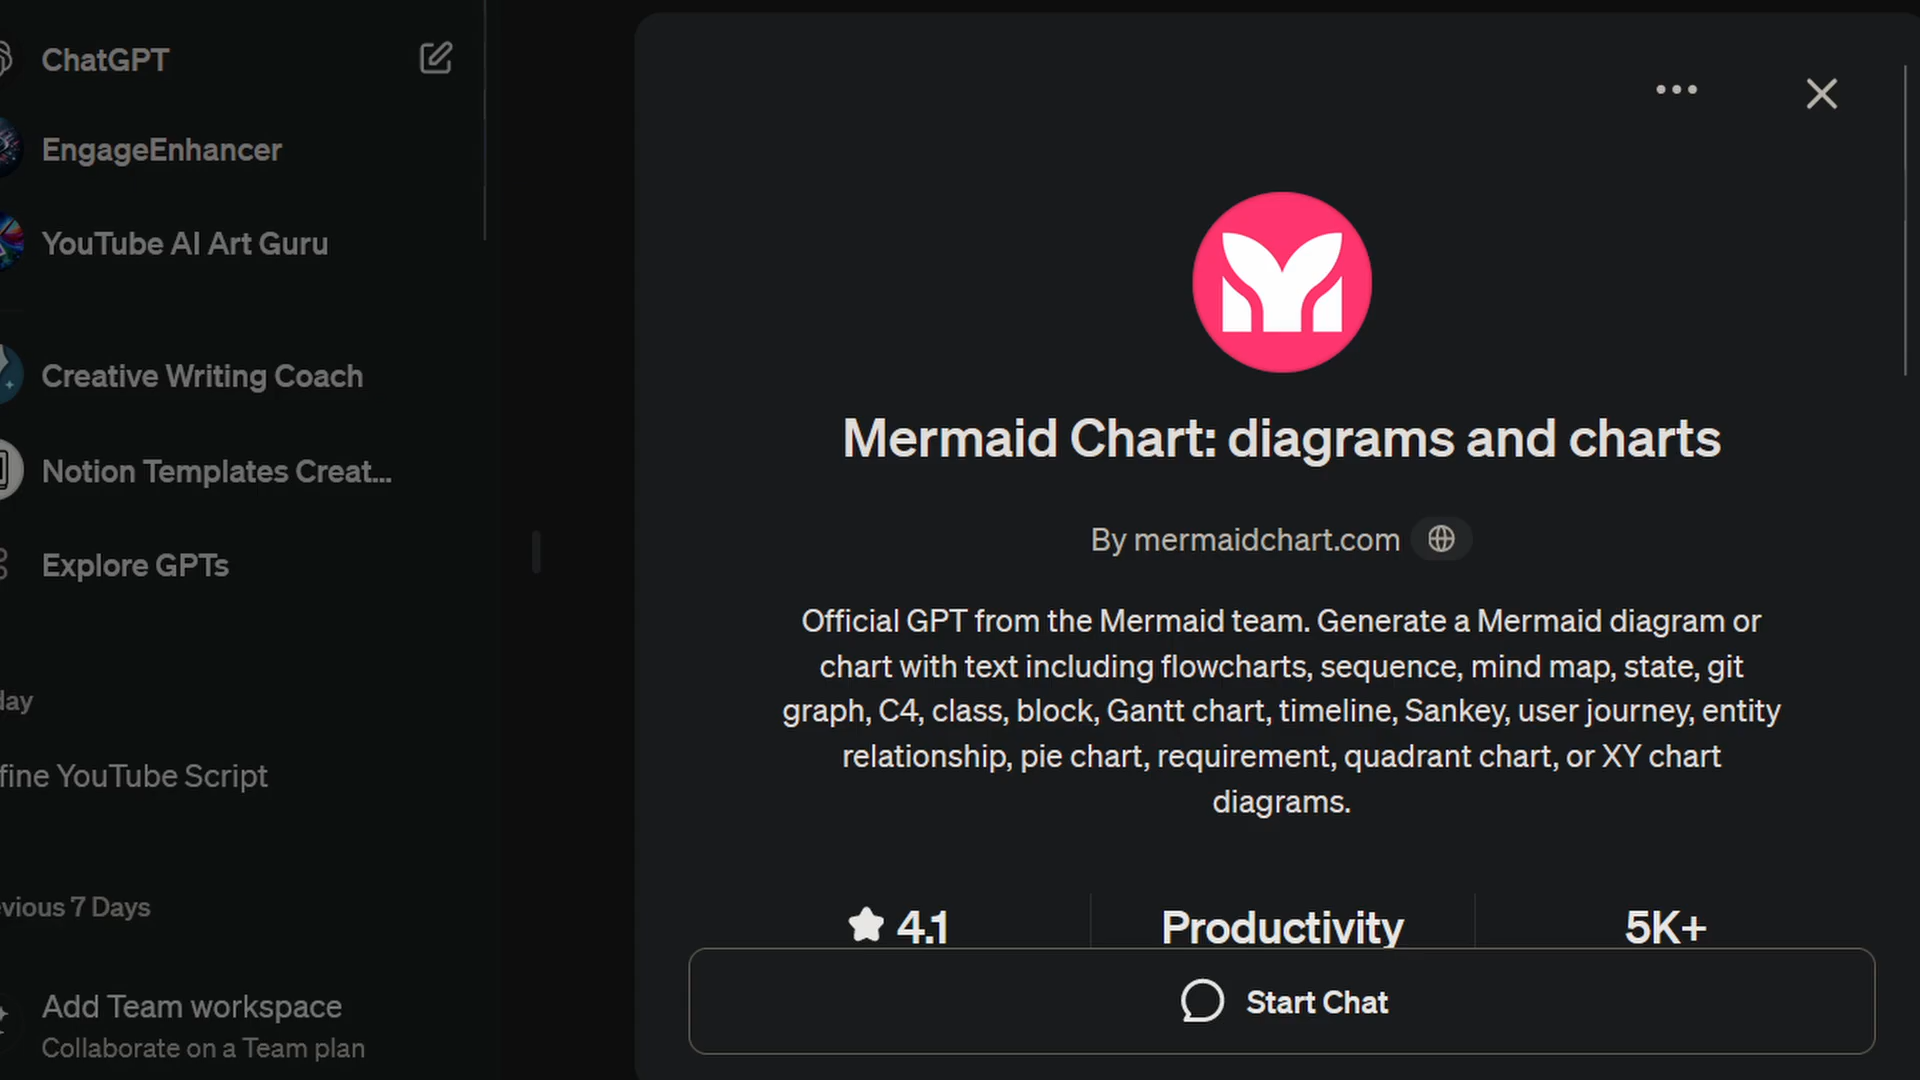 ChatGPT
EngageEnhancer
YouTube AI Art Guru
Creative Writing Coach
Notion Templates Creat...
Explore GPTs
day
fine YouTube Script
evious 7 Days
Add Team workspace
Collaborate on a Team plan
Mermaid Chart: diagrams and charts
By mermaidchart.com
Official GPT from the Mermaid team. Generate a Mermaid diagram or
chart with text including flowcharts, sequence, mind map, state, git
graph, C4, class, block, Gantt chart, timeline, Sankey, user journey, entity
relationship, pie chart, requirement, quadrant chart, or XY chart
diagrams.
4.1
Productivity
5K+
Start Chat